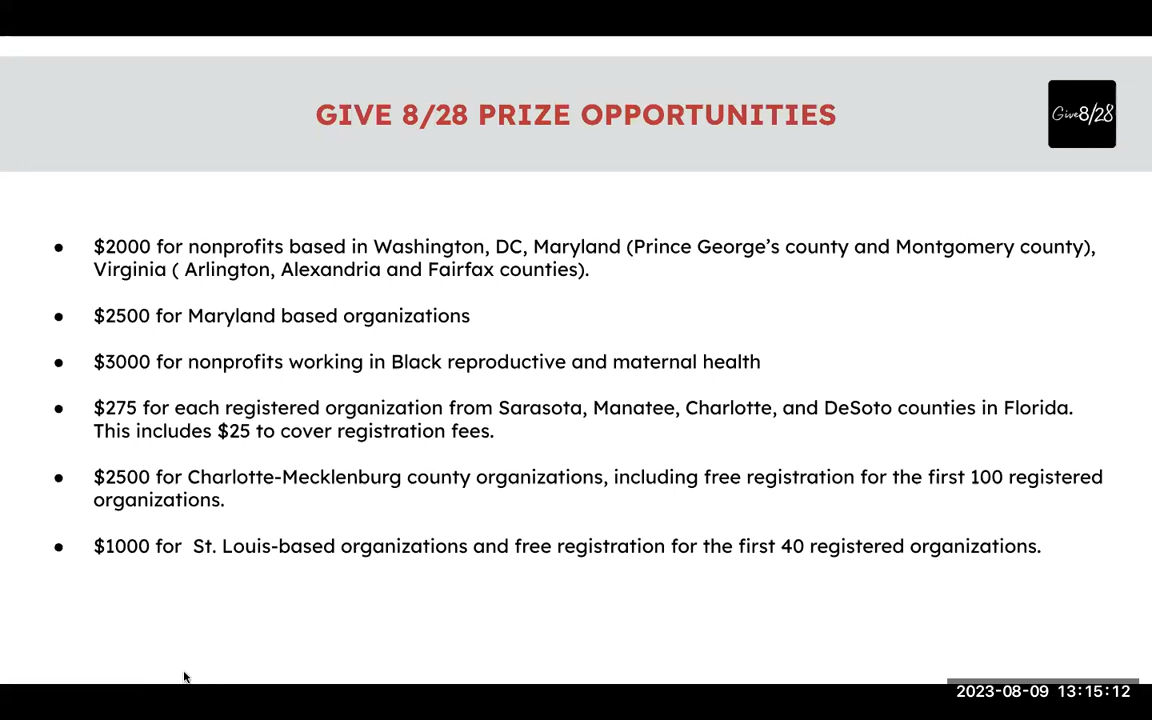 GIVE 8/28 PRIZE OPPORTUNITIES
Give8/28
● $2000 for nonprofits based in Washington, DC, Maryland (Prince George’s county and Montgomery county),
Virginia ( Arlington, Alexandria and Fairfax counties).
● $2500 for Maryland based organizations
● $3000 for nonprofits working in Black reproductive and maternal health
● $275 for each registered organization from Sarasota, Manatee, Charlotte, and DeSoto counties in Florida.
This includes $25 to cover registration fees.
● $2500 for Charlotte-Mecklenburg county organizations, including free registration for the first 100 registered
organizations.
● $1000 for  St. Louis-based organizations and free registration for the first 40 registered organizations.
2023-08-09 13:15:12